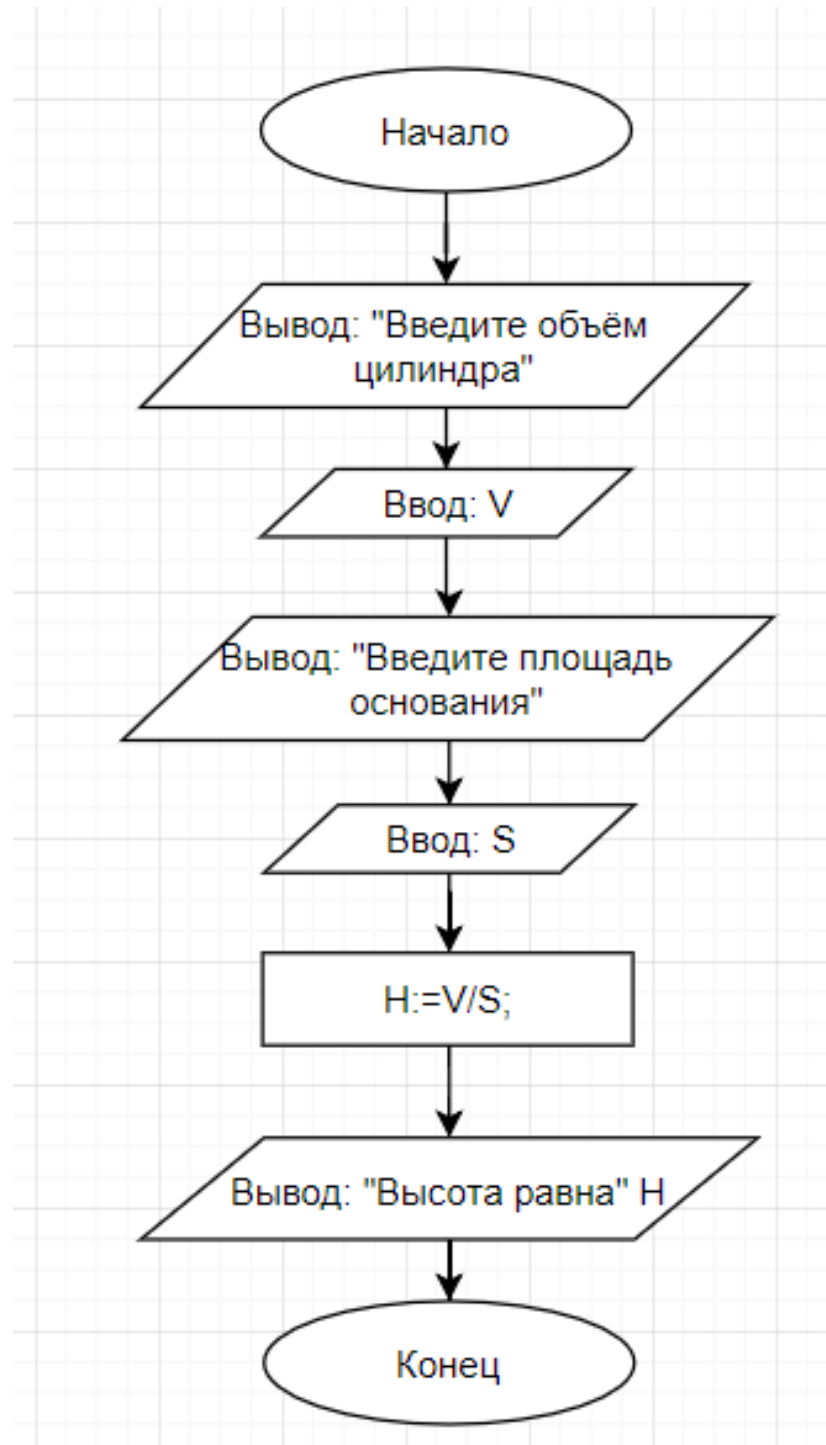 Начало
Вывод: "Введите объём
цилиндра"
Ввод: V
Вывод: "Введите площадь
основания"
Ввод: S
H:=V/S;
Вывод: "Высота равна" H
Конец